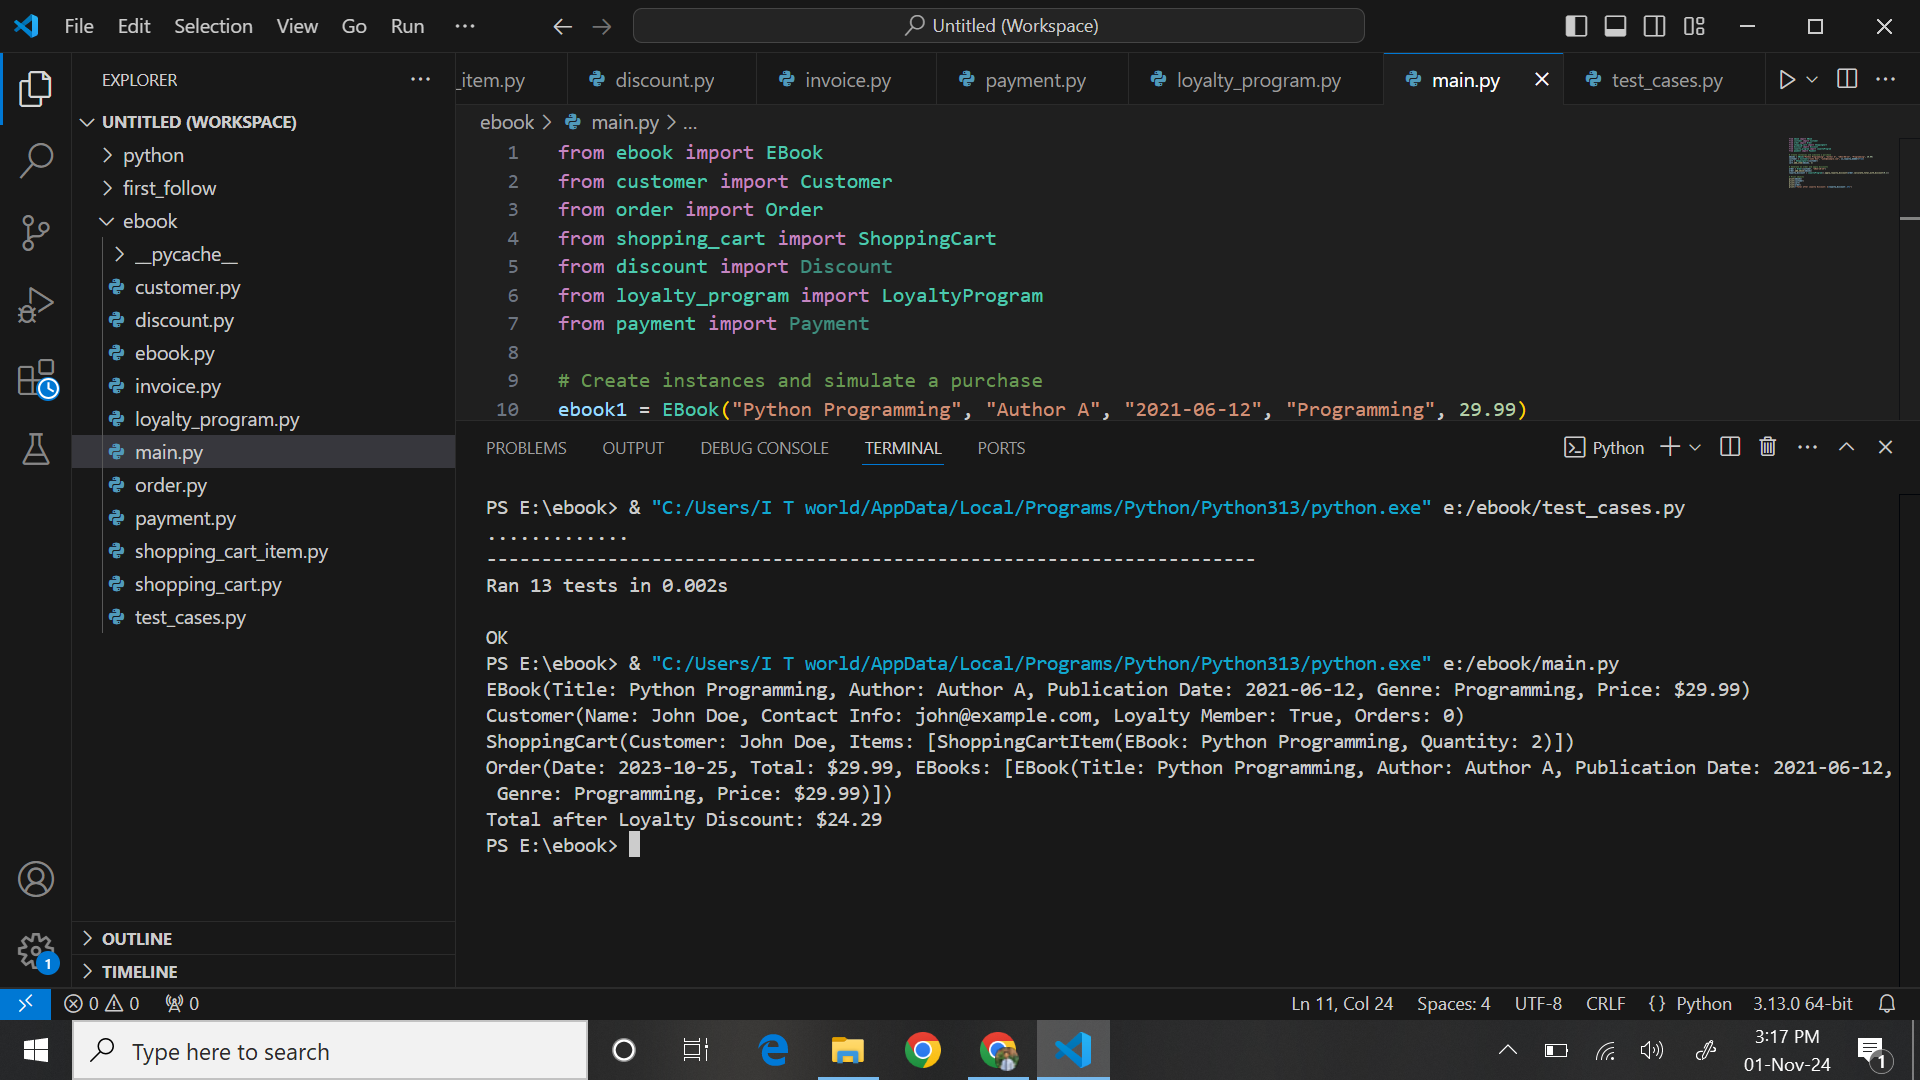 File Edit Selection View Go Run ···
Untitled (Workspace)
EXPLORER
_item.py discount.py invoice.py payment.py loyalty_program.py main.py test_cases.py
UNTITLED (WORKSPACE)
python
first_follow
ebook
__pycache__
customer.py
discount.py
ebook.py
invoice.py
loyalty_program.py
main.py
order.py
payment.py
shopping_cart_item.py
shopping_cart.py
test_cases.py
OUTLINE
TIMELINE
ebook > main.py > ...
1 from ebook import EBook
2 from customer import Customer
3 from order import Order
4 from shopping_cart import ShoppingCart
5 from discount import Discount
6 from loyalty_program import LoyaltyProgram
7 from payment import Payment
8
9 # Create instances and simulate a purchase
10 ebook1 = EBook("Python Programming", "Author A", "2021-06-12", "Programming", 29.99)
PROBLEMS OUTPUT DEBUG CONSOLE TERMINAL PORTS
Python
PS E:\ebook> & "C:/Users/I T world/AppData/Local/Programs/Python/Python313/python.exe" e:/ebook/test_cases.py
.............
----------------------------------------------------------------------
Ran 13 tests in 0.002s
OK
PS E:\ebook> & "C:/Users/I T world/AppData/Local/Programs/Python/Python313/python.exe" e:/ebook/main.py
EBook(Title: Python Programming, Author: Author A, Publication Date: 2021-06-12, Genre: Programming, Price: $29.99)
Customer(Name: John Doe, Contact Info: john@example.com, Loyalty Member: True, Orders: 0)
ShoppingCart(Customer: John Doe, Items: [ShoppingCartItem(EBook: Python Programming, Quantity: 2)])
Order(Date: 2023-10-25, Total: $29.99, EBooks: [EBook(Title: Python Programming, Author: Author A, Publication Date: 2021-06-12,
Genre: Programming, Price: $29.99)])
Total after Loyalty Discount: $24.29
PS E:\ebook>
1
0 0 0
Ln 11, Col 24 Spaces: 4 UTF-8 CRLF {} Python 3.13.0 64-bit
Type here to search
3:17 PM
01-Nov-24
1